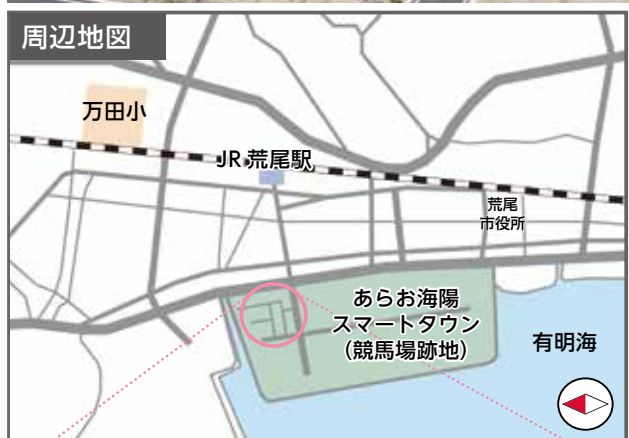 周辺地図
万田小
JR 荒尾駅
荒尾
市役所
あらお海陽
スマートタウン
（競馬場跡地）
有明海